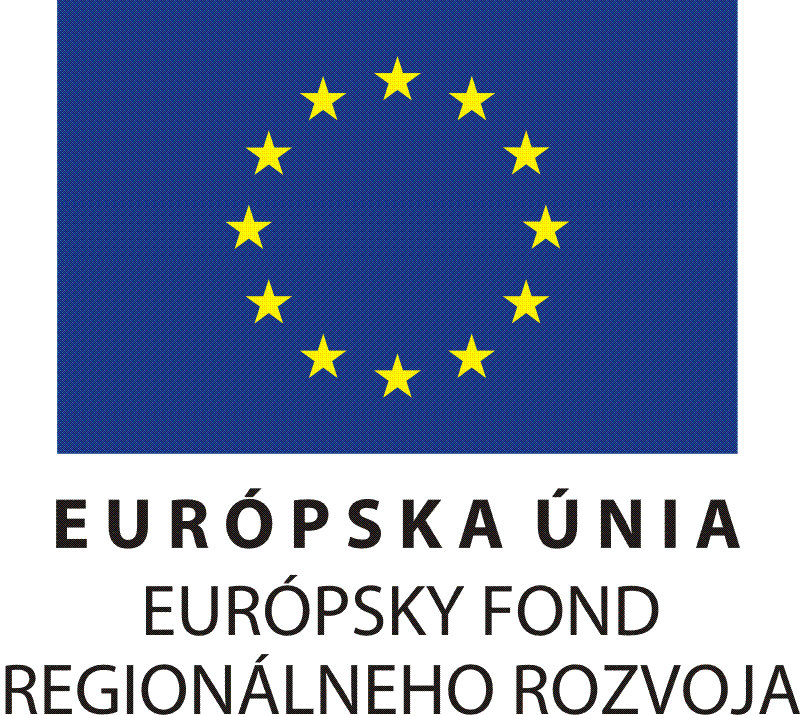 EURÓPSKA ÚNIA
EURÓPSKY FOND
REGIONÁLNEHO ROZVOJA